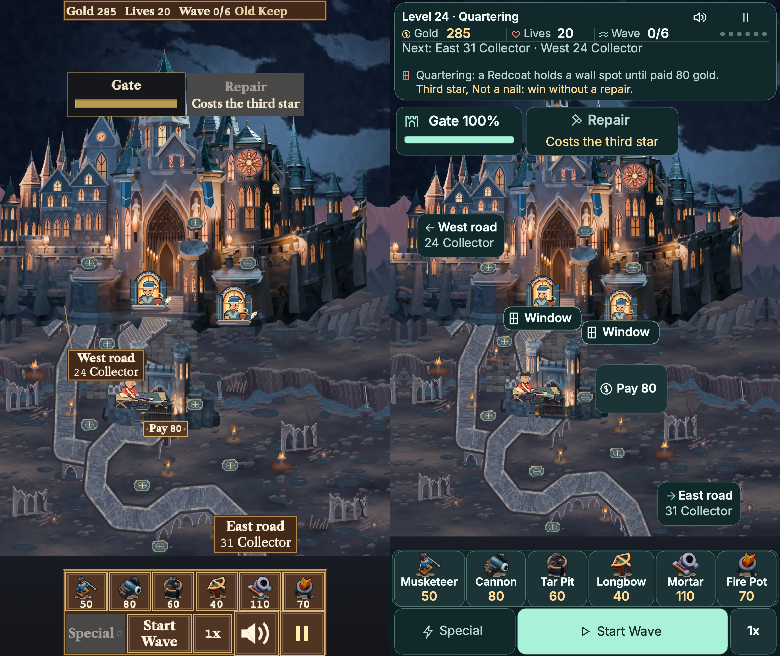 Gold 285 Lives 20 Wave 0/6 Old Keep
Gate
Repair
Costs the third star
West road
24 Collector
Pay 80
East road
31 Collector
50
80
60
40
110
70
Special
Start
Wave
1x
Level 24 · Quartering
Gold 285 Lives 20 Wave 0/6
Next: East 31 Collector · West 24 Collector
Quartering: a Redcoat holds a wall spot until paid 80 gold.
Third star, Not a nail: win without a repair.
Gate 100%
Repair
Costs the third star
← West road
24 Collector
Window
Window
Pay 80
→ East road
31 Collector
Musketeer
50
Cannon
80
Tar Pit
60
Longbow
40
Mortar
110
Fire Pot
70
Special
Start Wave
1x